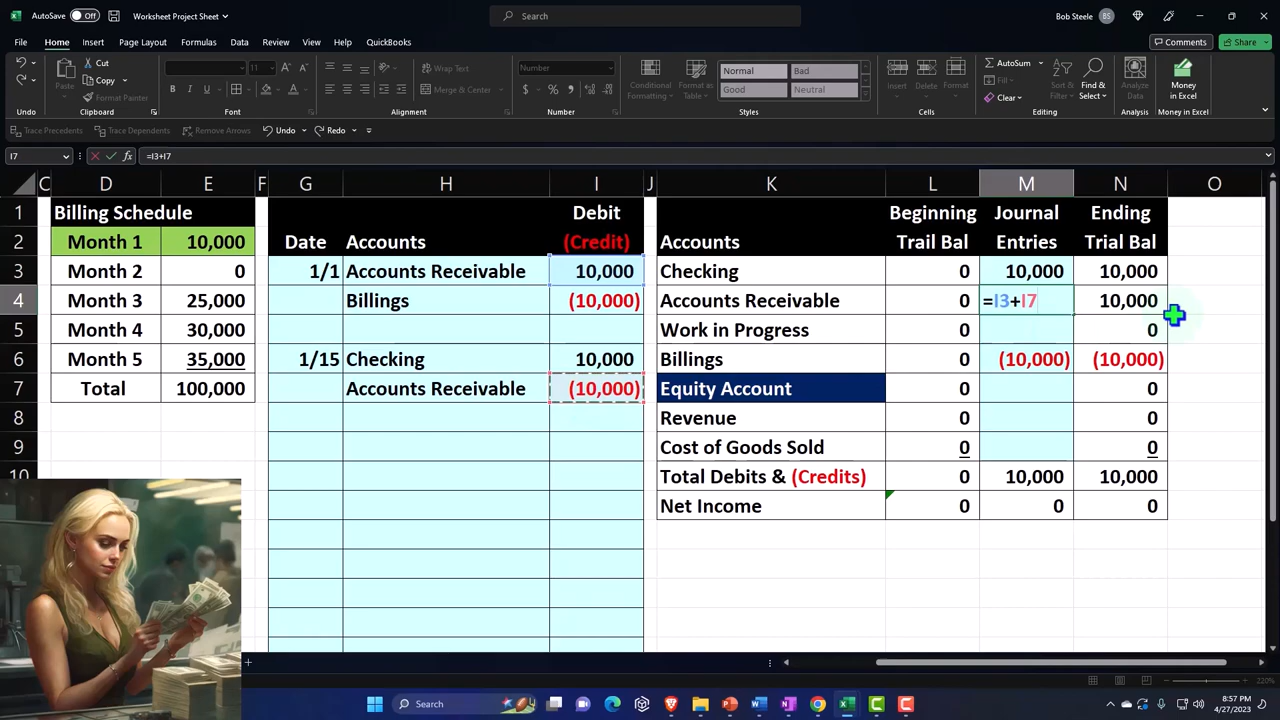 AutoSave Off Worksheet Project Sheet Search Bob Steele BS
File Home Insert Page Layout Formulas Data Review View Help QuickBooks Comments Share
Cut
Copy
Format Painter
Paste
Undo Clipboard Font Alignment Number Styles Cells Editing Analysis Money in Excel
11
Wrap Text
Merge & Center
Number
Conditional Formatting
Format as Table
Normal Bad
Good Neutral
Insert Delete Format
AutoSum
Clear
Sort & Filter
Find & Select
Analyze Data
Money in Excel
Trace Precedents Trace Dependents Remove Arrows Undo Redo
I7 =I3+I7
C D E F G H I J K L M N O
1 Billing Schedule Debit Beginning Journal Ending
2 Month 1 10,000 Date Accounts (Credit) Accounts Trail Bal Entries Trial Bal
3 Month 2 0 1/1 Accounts Receivable 10,000 Checking 0 10,000 10,000
4 Month 3 25,000 Billings (10,000) Accounts Receivable 0 =I3+I7 10,000
5 Month 4 30,000 Work in Progress 0 0
6 Month 5 35,000 1/15 Checking 10,000 Billings 0 (10,000) (10,000)
7 Total 100,000 Accounts Receivable (10,000) Equity Account 0 0
8 Revenue 0 0
9 Cost of Goods Sold 0 0
10 Total Debits & (Credits) 0 10,000 10,000
Net Income 0 0 0
220%
Search
8:57 PM
4/27/2023